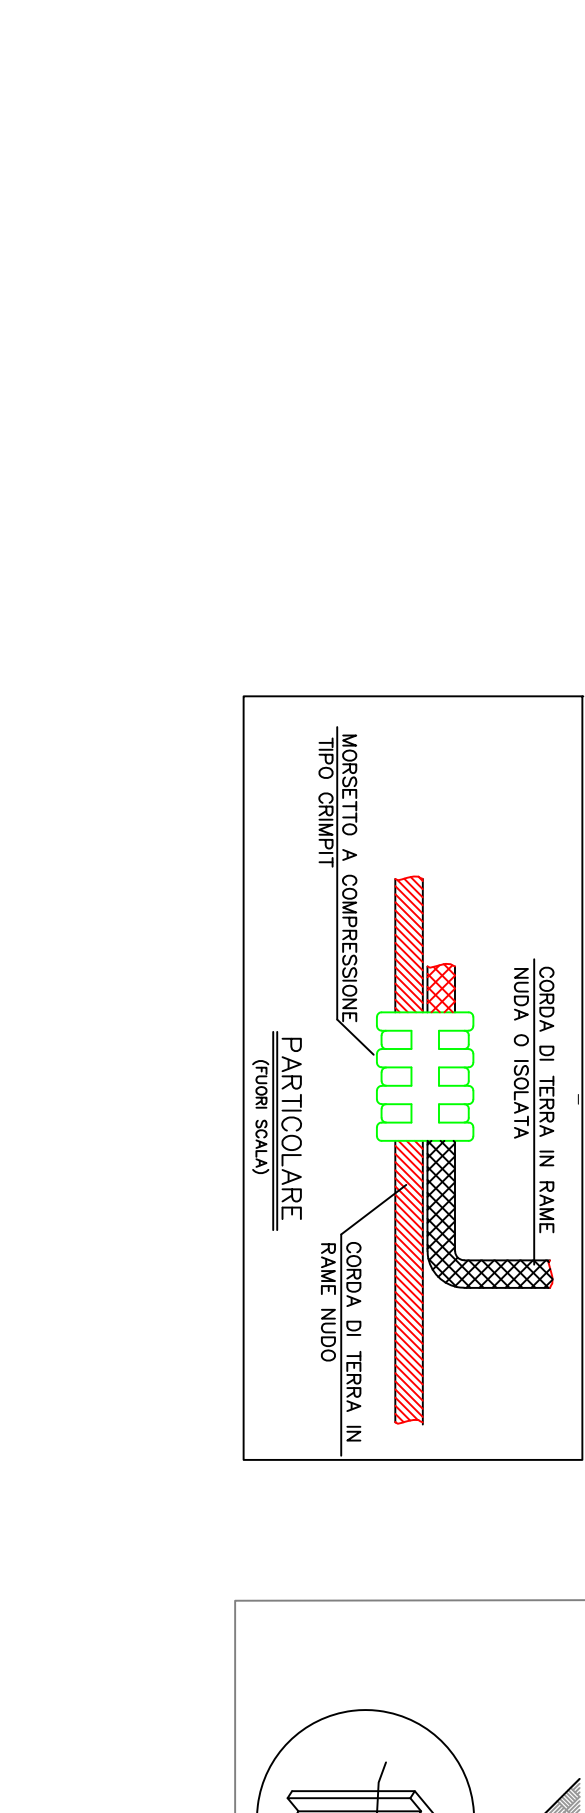 CORDA DI TERRA IN RAME
NUDA O ISOLATA
MORSETTO A COMPRESSIONE
TIPO CRIMPIT
CORDA DI TERRA IN
RAME NUDO
PARTICOLARE
(FUORI SCALA)